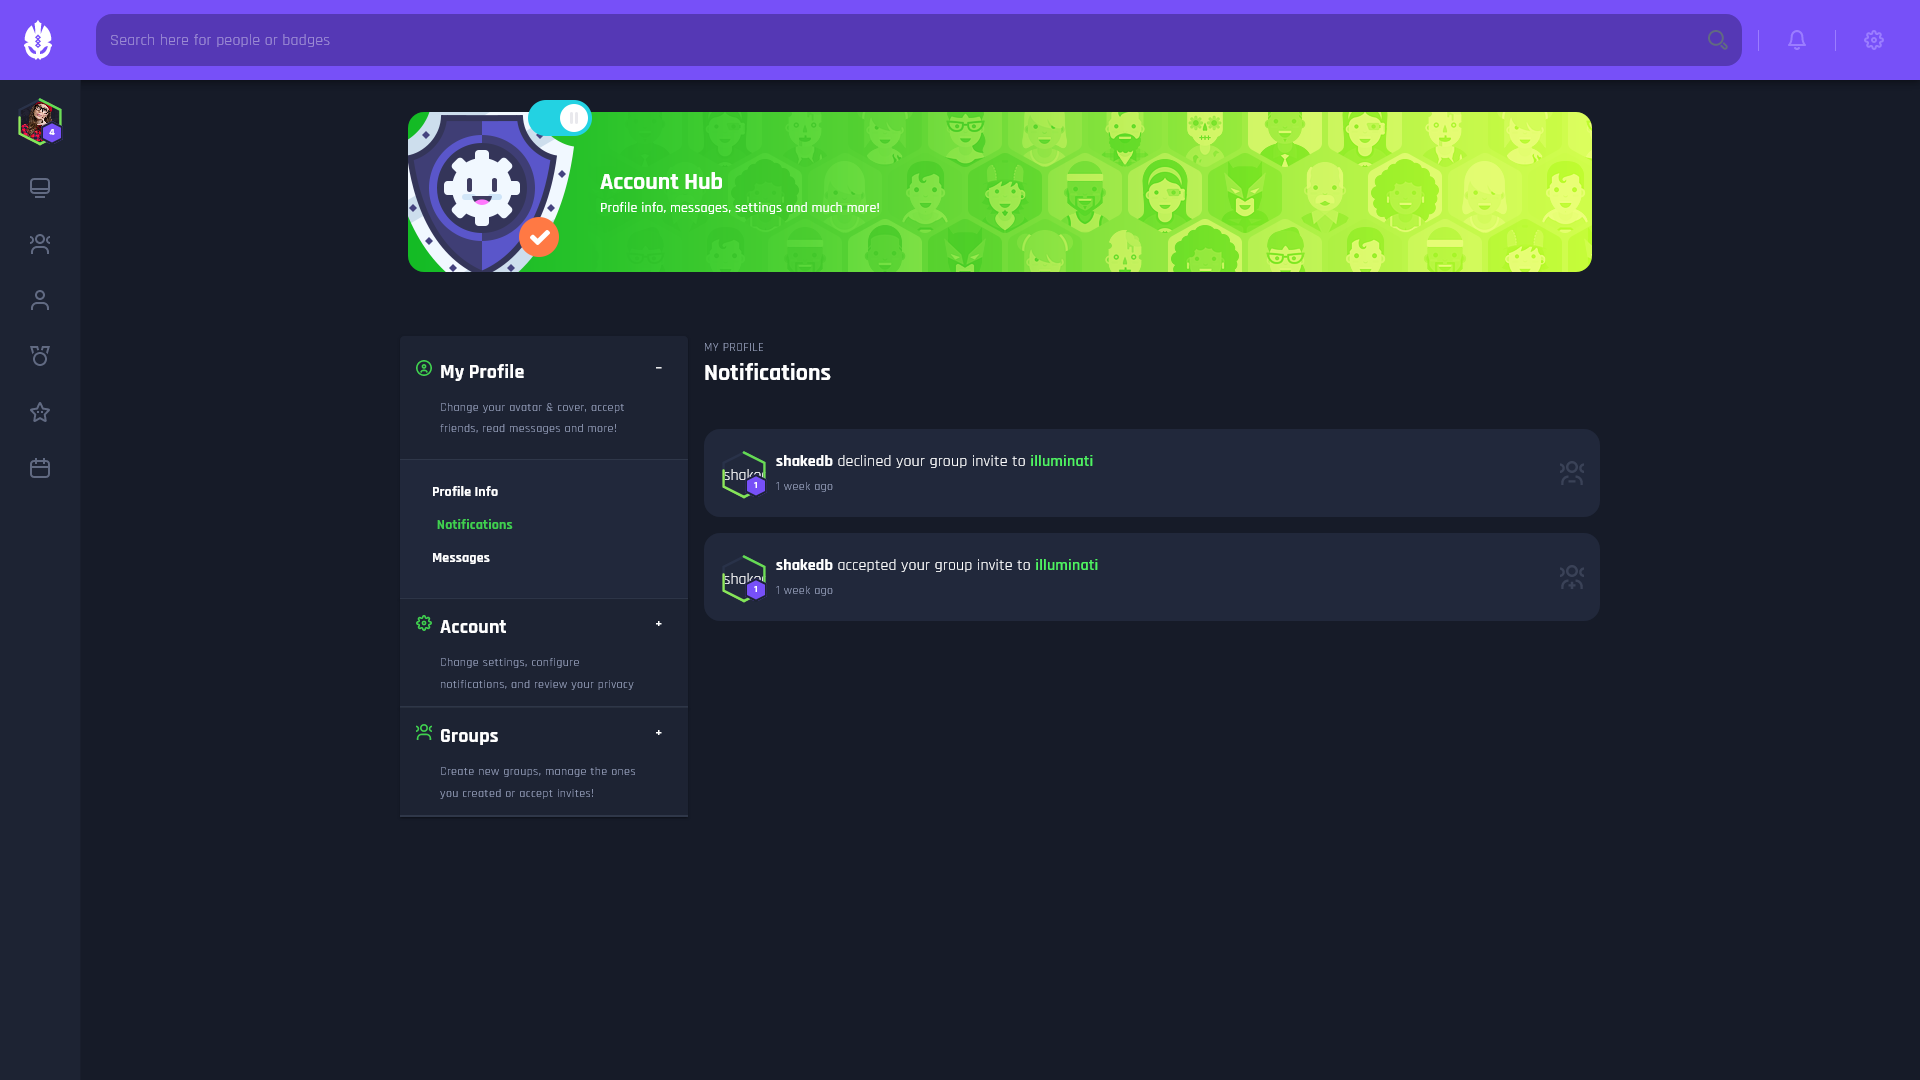 Search here for people or badges
4
Account Hub
Profile info, messages, settings and much more!
My Profile
Change your avatar & cover, accept
friends, read messages and more!
Profile Info
Notifications
Messages
Account
Change settings, configure
notifications, and review your privacy
Groups
Create new groups, manage the ones
you created or accept invites!
MY PROFILE
Notifications
shakedb declined your group invite to illuminati
1
1 week ago
shakedb accepted your group invite to illuminati
1
1 week ago